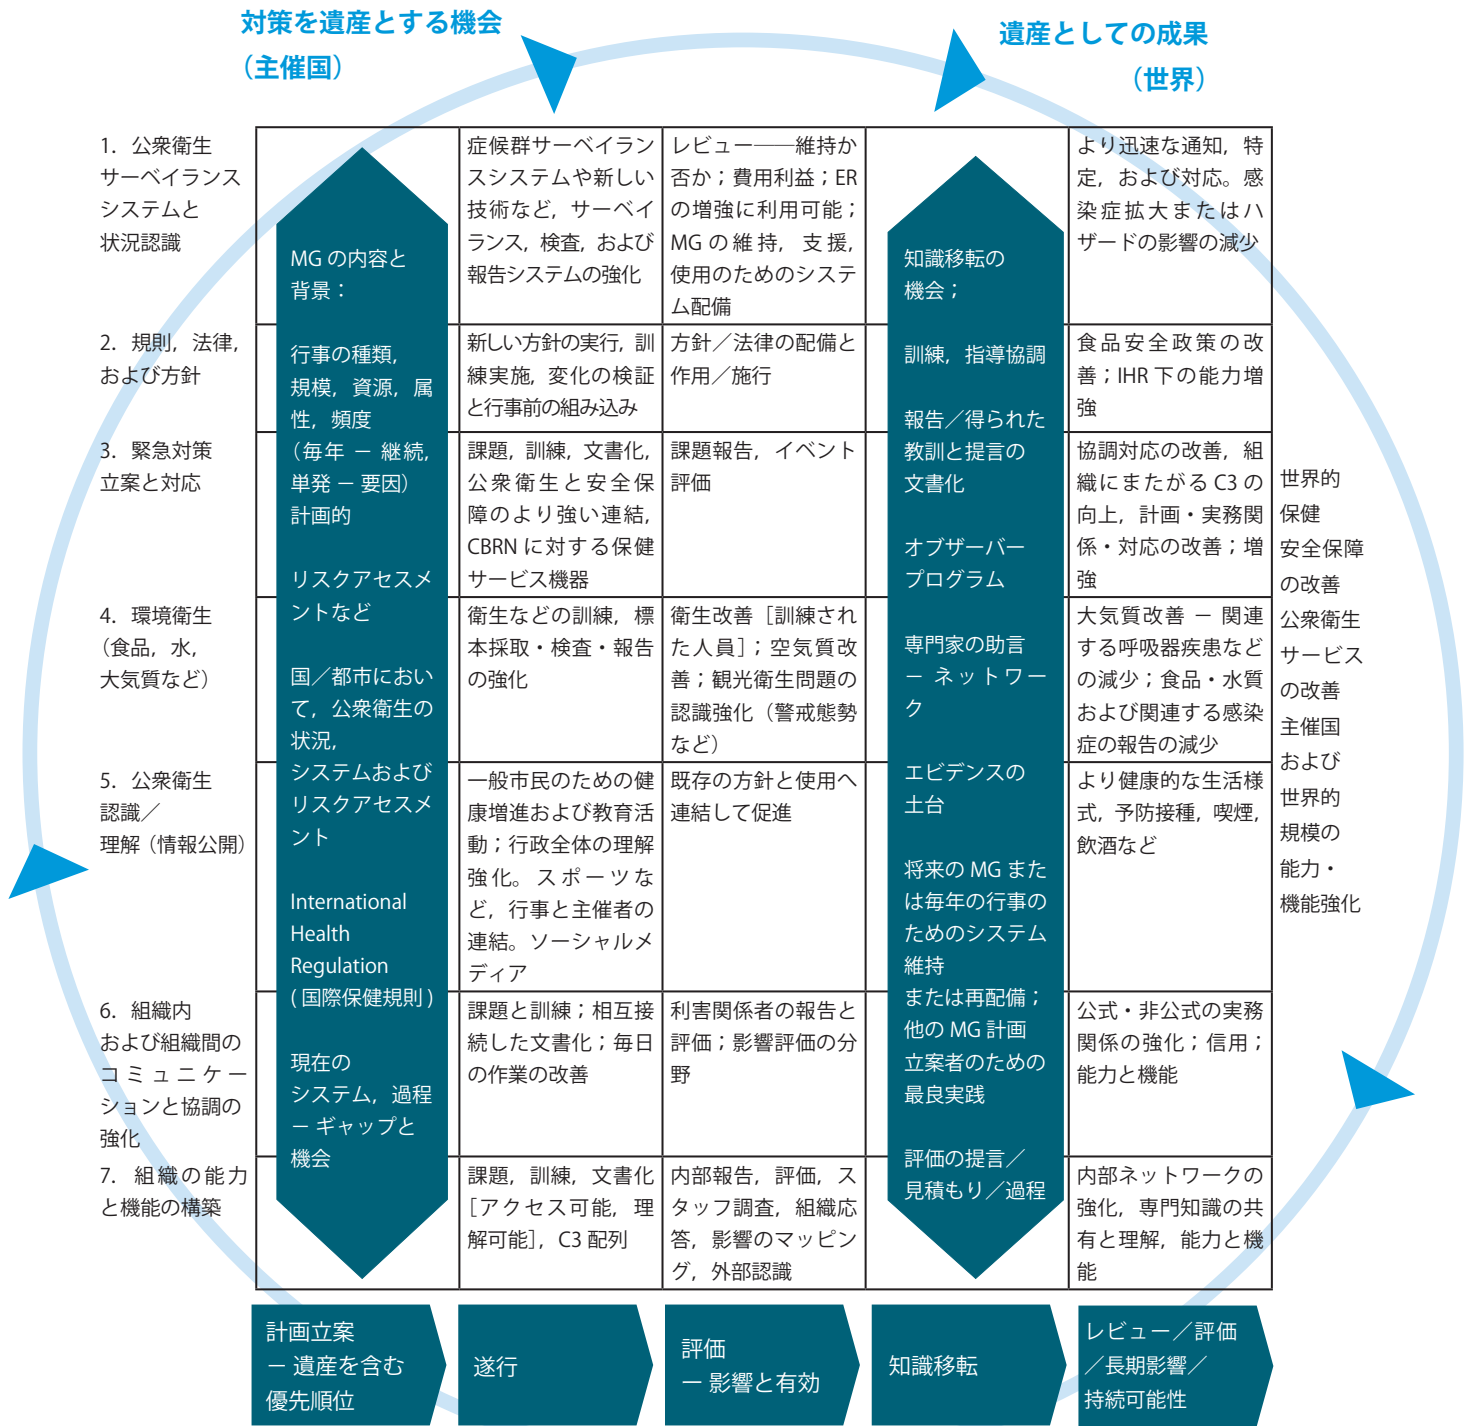 対策を遺産とする機会
（主催国）
遺産としての成果
（世界）
1. 公衆衛生
サーベイランス
システムと
状況認識
MG の内容と
背景：
行事の種類，
規模，資源，属
性，頻度
（毎年 － 継続，
単発 － 要因）
計画的
リスクアセスメ
ントなど
国／都市におい
て，公衆衛生の
状況，
システムおよび
リスクアセスメ
ント
International
Health
Regulation
( 国際保健規則 )
現在の
システム，過程
－ ギャップと
機会
症候群サーベイラン
スシステムや新しい
技術など，サーベイ
ランス，検査，および
報告システムの強化
レビュー──維持か
否か；費用利益；ER
の増強に利用可能；
MG の維持，支援，
使用のためのシステ
ム配備
知識移転の
機会；
訓練，指導協調
報告／得られた
教訓と提言の
文書化
オブザーバー
プログラム
専門家の助言
－ ネットワー
ク
エビデンスの
土台
将来の MG また
は毎年の行事の
ためのシステム
維持
または再配備；
他の MG 計画
立案者のための
最良実践
評価の提言／
見積もり／過程
より迅速な通知，特
定，および対応。感
染症拡大またはハ
ザードの影響の減少
2. 規則，法律，
および方針
新しい方針の実行，訓
練実施，変化の検証
と行事前の組み込み
方針／法律の配備と
作用／施行
食品安全政策の改
善；IHR 下の能力増
強
3. 緊急対策
立案と対応
課題，訓練，文書化，
公衆衛生と安全保
障のより強い連結，
CBRN に対する保健
サービス機器
課題報告，イベント
評価
協調対応の改善，組
織にまたがる C3 の
向上，計画・実務関
係・対応の改善；増
強
4. 環境衛生
（食品，水，
大気質など）
衛生などの訓練，標
本採取・検査・報告
の強化
衛生改善［訓練され
た人員］；空気質改
善；観光衛生問題の
認識強化（警戒態勢
など）
大気質改善 － 関連
する呼吸器疾患など
の減少；食品・水質
および関連する感染
症の報告の減少
5. 公衆衛生
認識／
理解（情報公開）
一般市民のための健
康増進および教育活
動；行政全体の理解
強化。スポーツな
ど，行事と主催者の
連結。ソーシャルメ
ディア
既存の方針と使用へ
連結して促進
より健康的な生活様
式，予防接種，喫煙，
飲酒など
6. 組織内
および組織間の
コミュニケー
ションと協調の
強化
課題と訓練；相互接
続した文書化；毎日
の作業の改善
利害関係者の報告と
評価；影響評価の分
野
公式・非公式の実務
関係の強化；信用；
能力と機能
7. 組織の能力
と機能の構築
課題，訓練，文書化
［アクセス可能，理
解可能］，C3 配列
内部報告，評価，ス
タッフ調査，組織応
答，影響のマッピン
グ，外部認識
内部ネットワークの
強化，専門知識の共
有と理解，能力と機
能
世界的
保健
安全保障
の改善
公衆衛生
サービス
の改善
主催国
および
世界的
規模の
能力・
機能強化
計画立案
－ 遺産を含む
優先順位
遂行
評価
－ 影響と有効
知識移転
レビュー／評価
／長期影響／
持続可能性